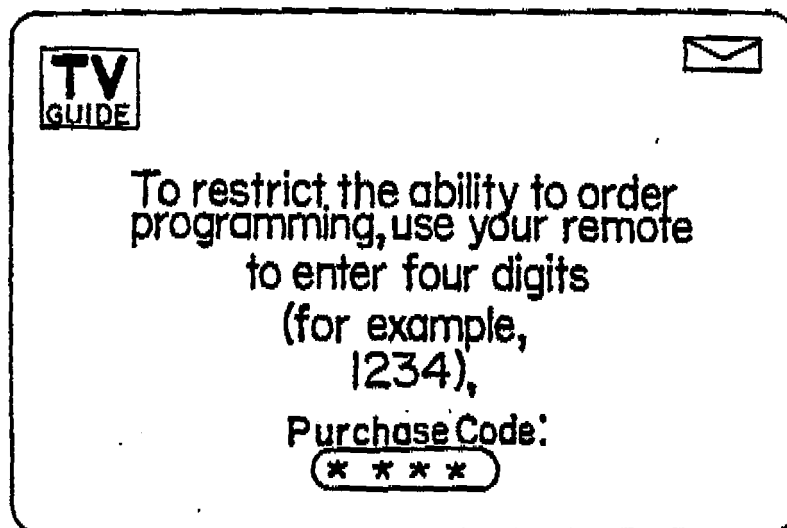 TV
GUIDE
To restrict the ability to order
programming, use your remote
to enter four digits
(for example,
1234),
Purchase Code:
* * * *